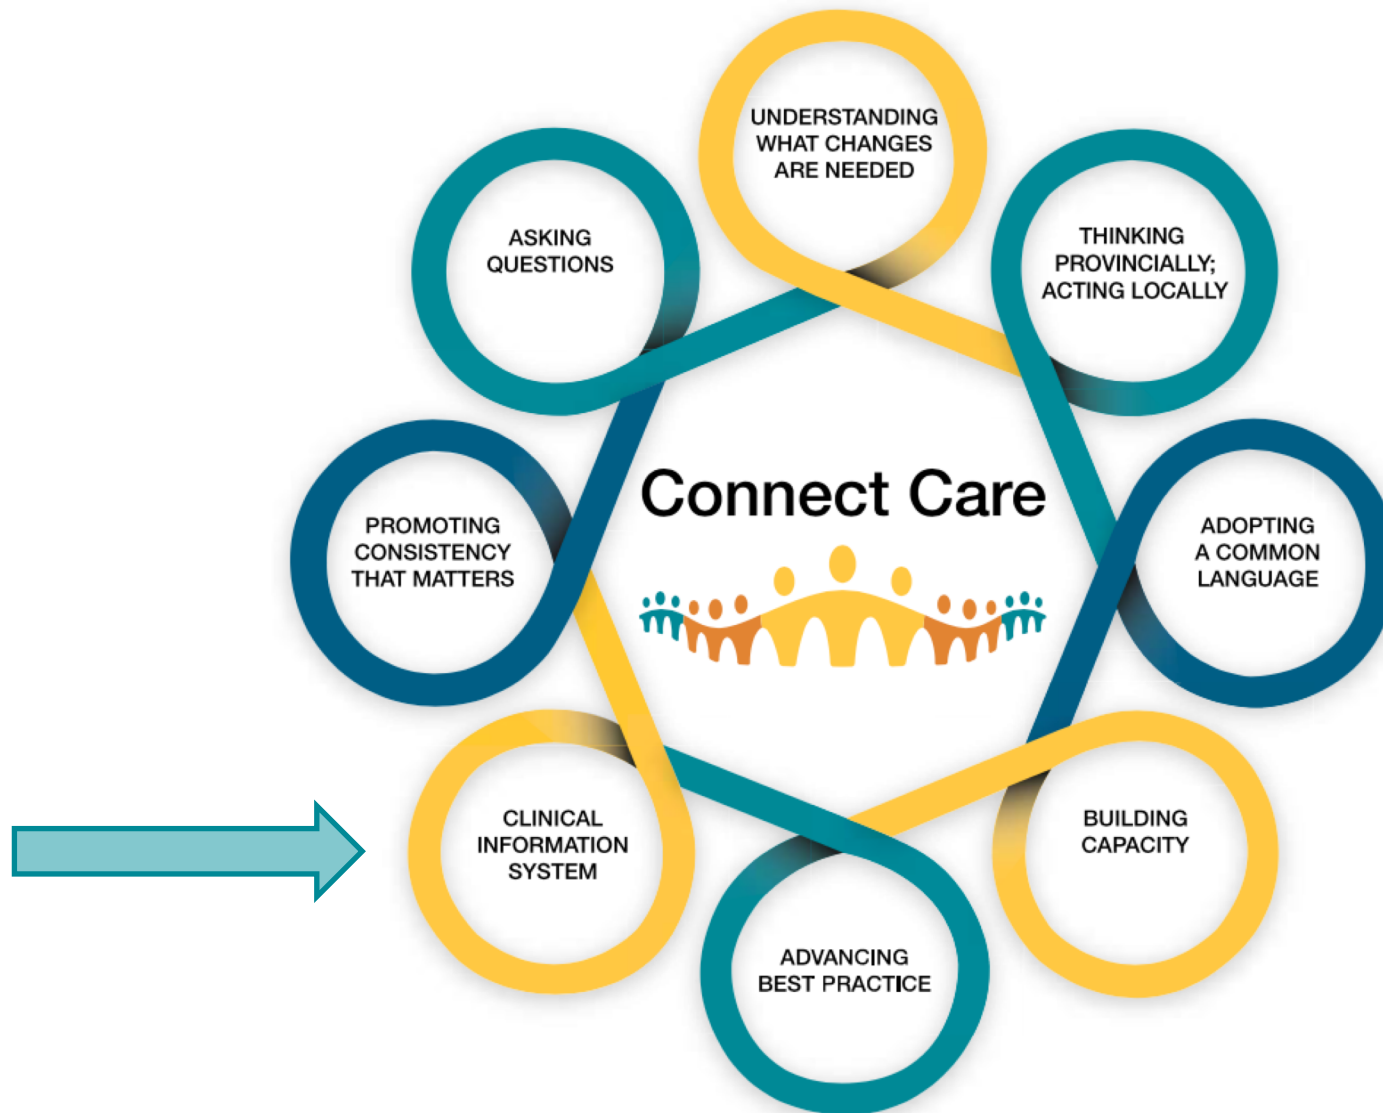 UNDERSTANDING
WHAT CHANGES
ARE NEEDED
THINKING
PROVINCIALLY;
ACTING LOCALLY
ADOPTING
A COMMON
LANGUAGE
BUILDING
CAPACITY
ADVANCING
BEST PRACTICE
CLINICAL
INFORMATION
SYSTEM
PROMOTING
CONSISTENCY
THAT MATTERS
ASKING
QUESTIONS
Connect Care